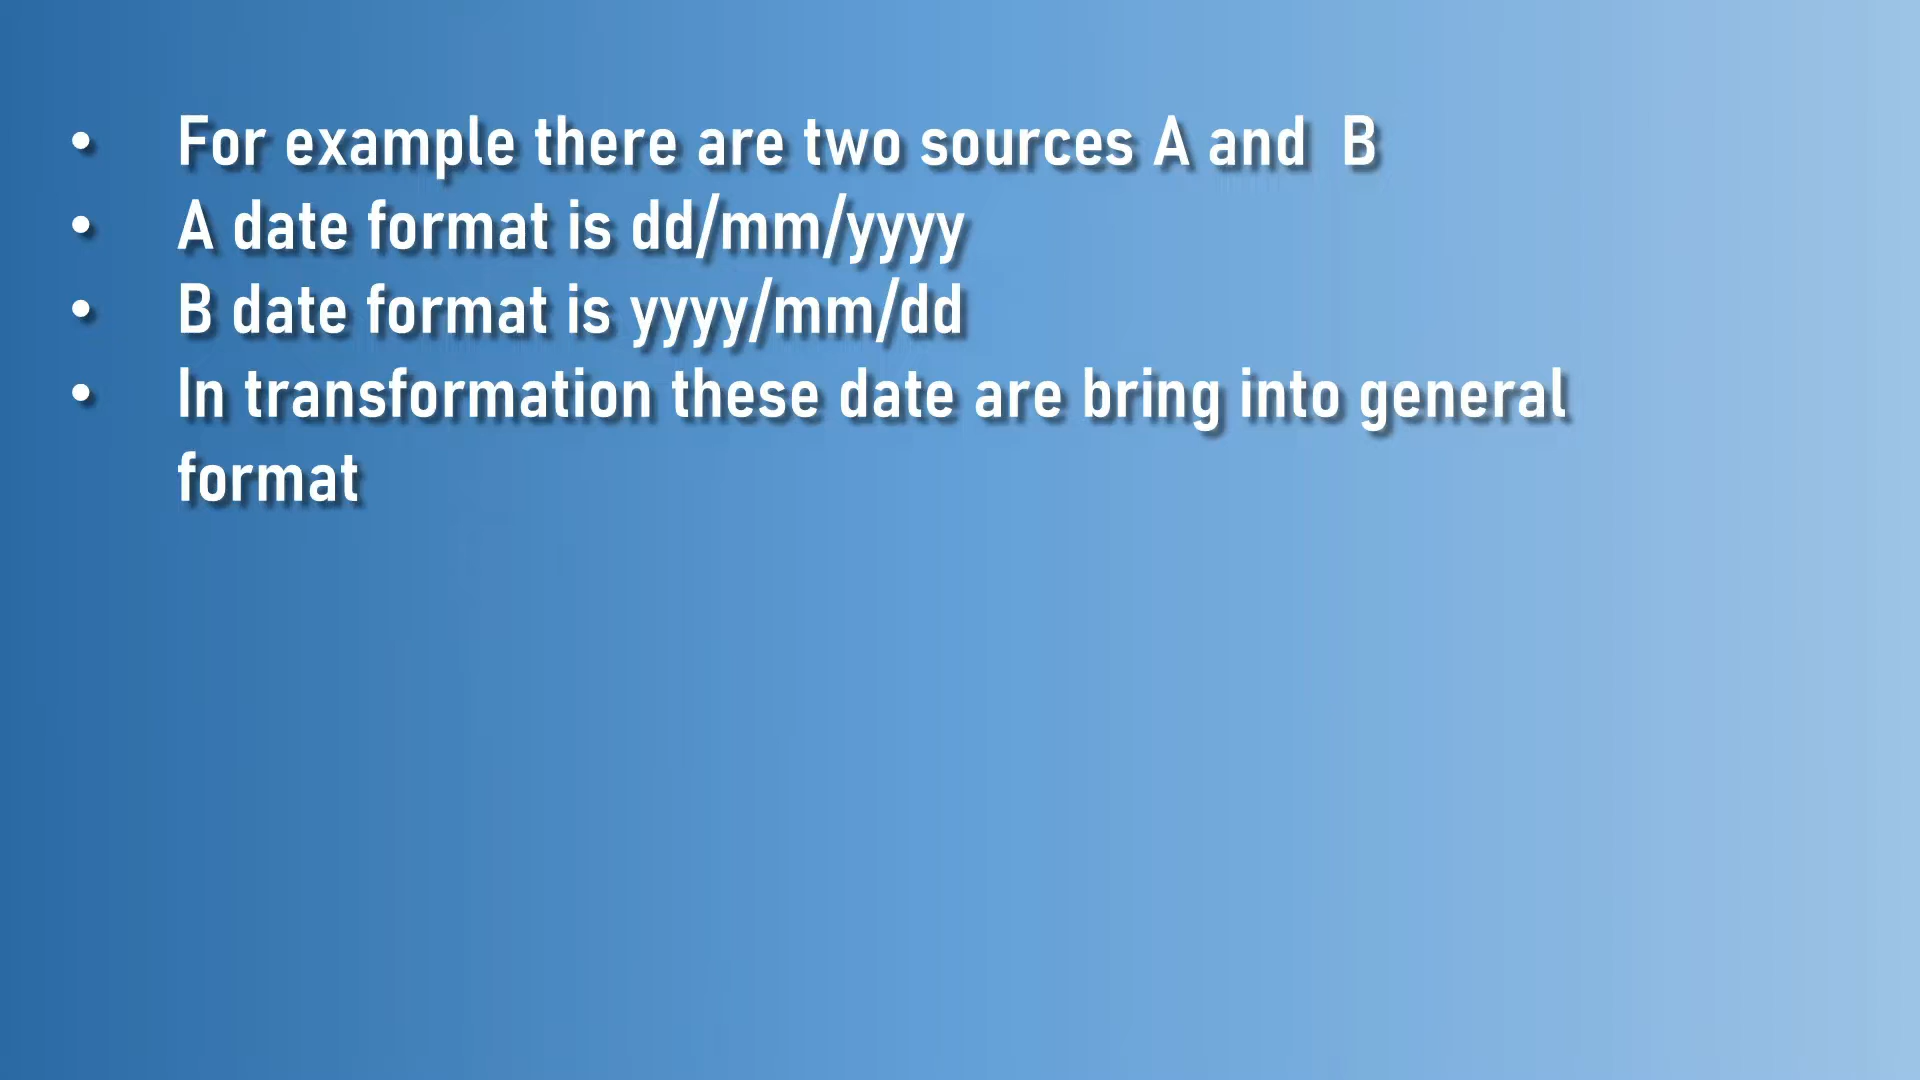 • For example there are two sources A and  B
• A date format is dd/mm/yyyy
• B date format is yyyy/mm/dd
• In transformation these date are bring into general
format